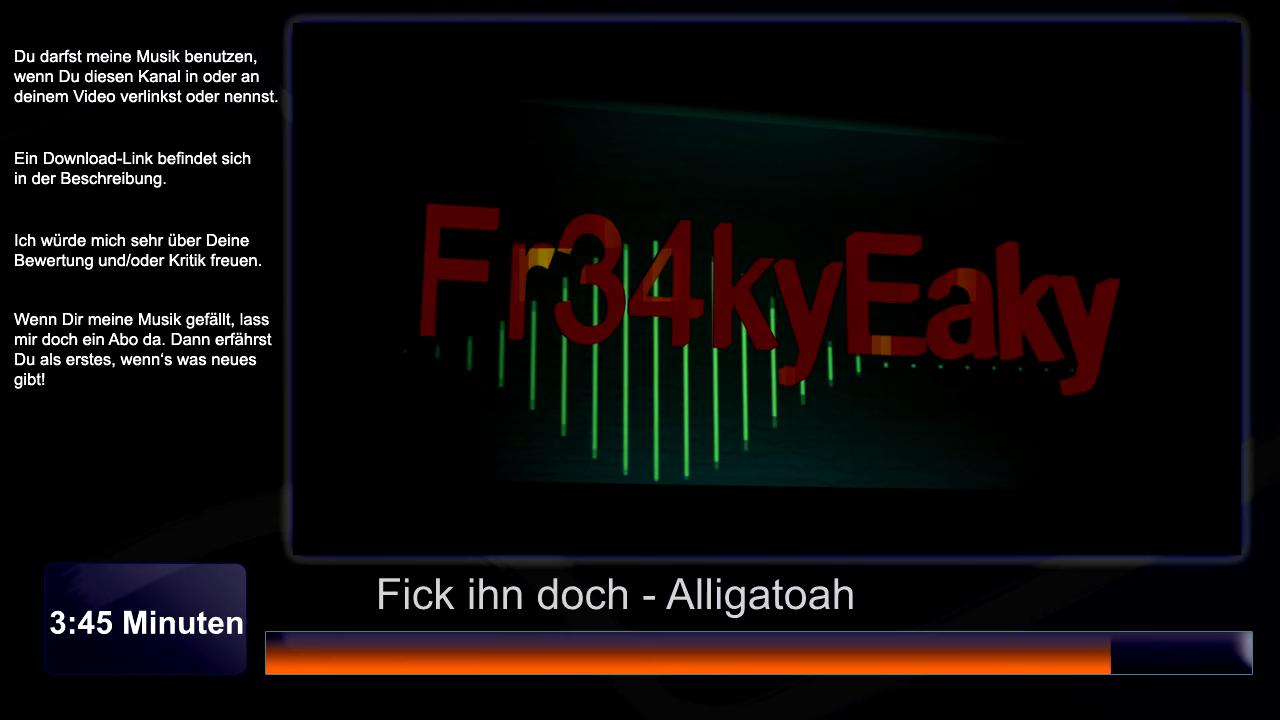 Du darfst meine Musik benutzen,
wenn Du diesen Kanal in oder an
deinem Video verlinkst oder nennst.
Ein Download-Link befindet sich
in der Beschreibung.
Ich würde mich sehr über Deine
Bewertung und/oder Kritik freuen.
Wenn Dir meine Musik gefällt, lass
mir doch ein Abo da. Dann erfährst
Du als erstes, wenn‘s was neues
gibt!
Fr34kyEaky
Fick ihn doch - Alligatoah
3:45 Minuten